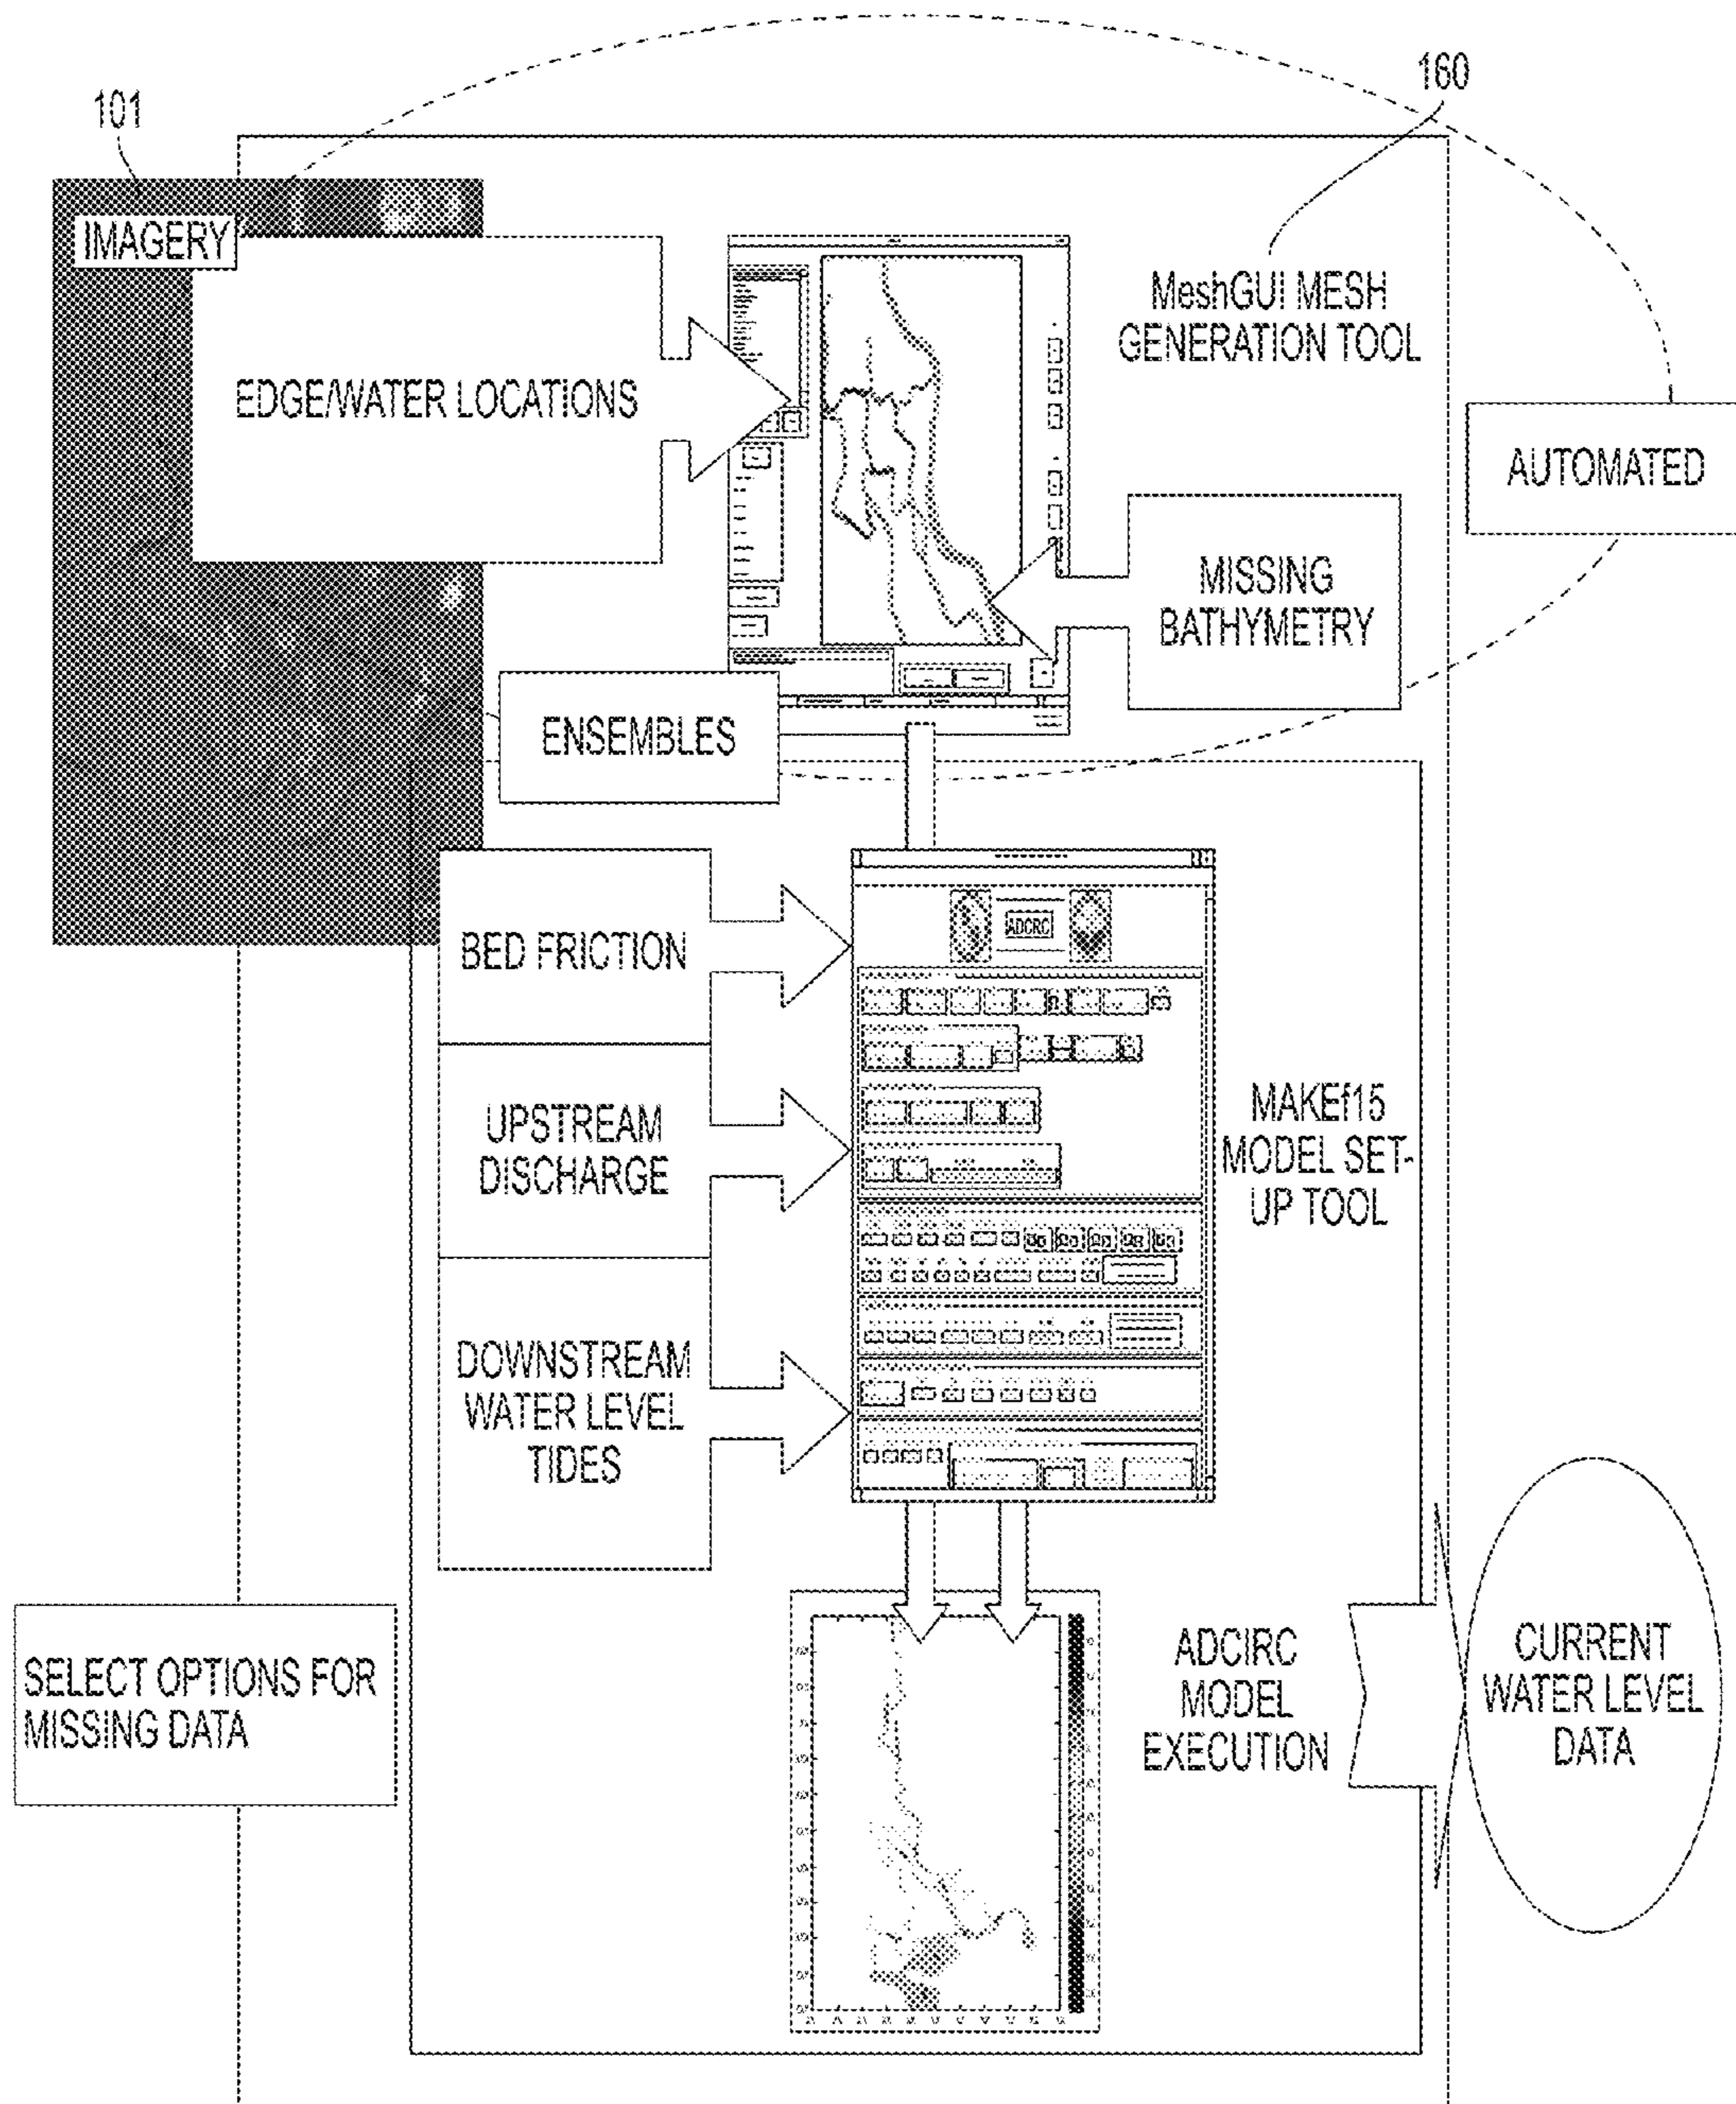 101
160
IMAGERY
MeshGUI MESH
GENERATION TOOL
EDGE/WATER LOCATIONS
AUTOMATED
MISSING
BATHYMETRY
ENSEMBLES
ADCRC
BED FRICTION
UPSTREAM
DISCHARGE
MAKEf15
MODEL SET-
UP TOOL
DOWNSTREAM
WATER LEVEL
TIDES
SELECT OPTIONS FOR
MISSING DATA
ADCIRC
MODEL
EXECUTION
CURRENT
WATER LEVEL
DATA